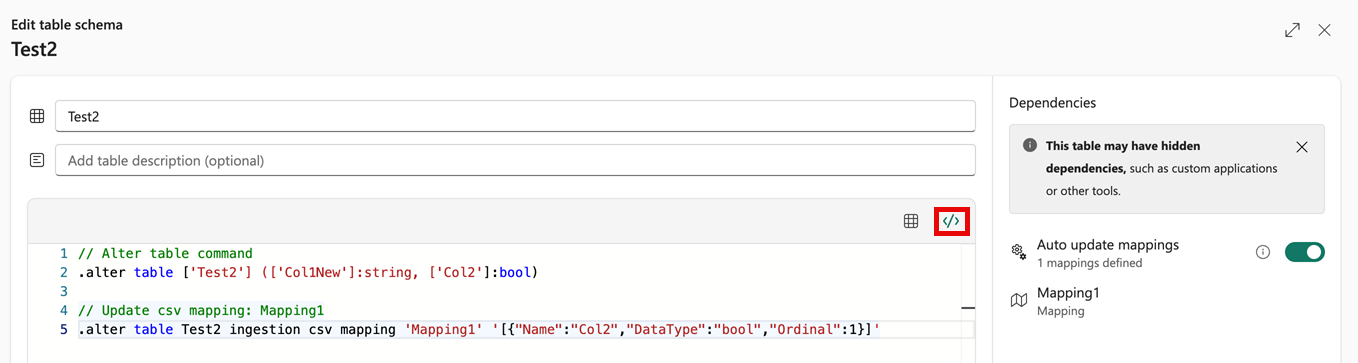 Edit table schema
Test2
Test2
Add table description (optional)
</>
1 // Alter table command
2 .alter table ['Test2'] (['Col1New']:string, ['Col2']:bool)
3
4 // Update csv mapping: Mapping1
5 .alter table Test2 ingestion csv mapping 'Mapping1' '[{"Name":"Col2","DataType":"bool","Ordinal":1}]'
Dependencies
This table may have hidden
dependencies, such as custom applications
or other tools.
Auto update mappings
1 mappings defined
Mapping1
Mapping